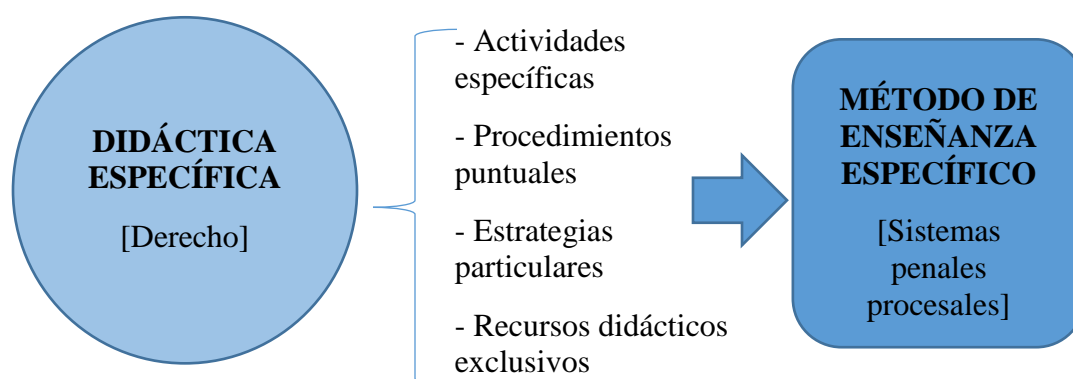 DIDÁCTICA
ESPECÍFICA
[Derecho]
- Actividades
específicas
- Procedimientos
puntuales
- Estrategias
particulares
- Recursos didácticos
exclusivos
MÉTODO DE
ENSEÑANZA
ESPECÍFICO
[Sistemas
penales
procesales]